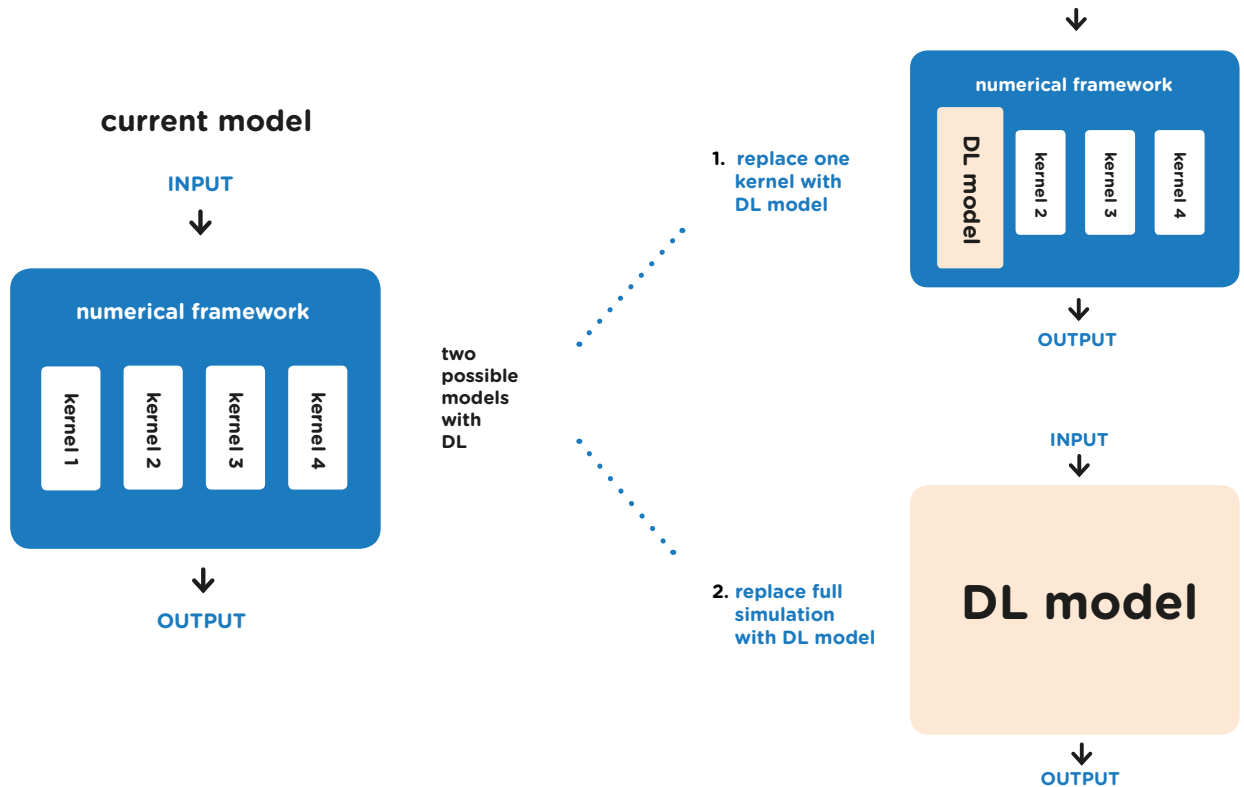 current model
INPUT
numerical framework
kernel 1
kernel 2
kernel 3
kernel 4
OUTPUT
two
possible
models
with
DL
1. replace one
kernel with
DL model
numerical framework
DL model
kernel 2
kernel 3
kernel 4
OUTPUT
2. replace full
simulation
with DL model
INPUT
DL model
OUTPUT